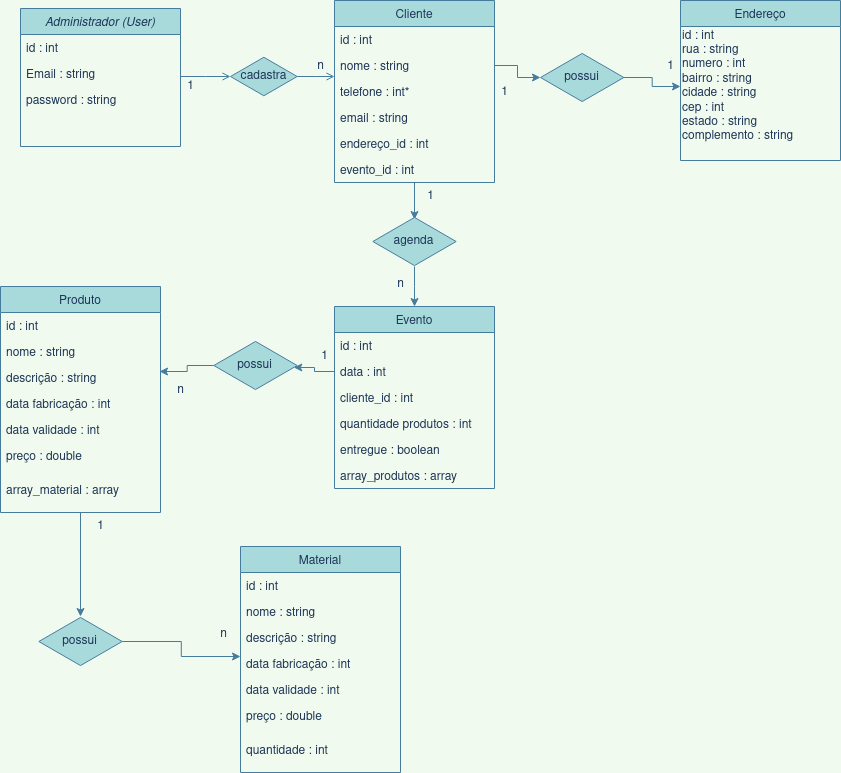 Administrador (User)
id : int
Email : string
password : string
1
cadastra
n
Cliente
id : int
nome : string
telefone : int*
email : string
endereço_id : int
evento_id : int
1
possui
1
Endereço
id : int
rua : string
numero : int
bairro : string
cidade : string
cep : int
estado : string
complemento : string
1
agenda
n
Evento
id : int
data : int
cliente_id : int
quantidade produtos : int
entregue : boolean
array_produtos : array
1
possui
n
Produto
id : int
nome : string
descrição : string
data fabricação : int
data validade : int
preço : double
array_material : array
1
possui
n
Material
id : int
nome : string
descrição : string
data fabricação : int
data validade : int
preço : double
quantidade : int